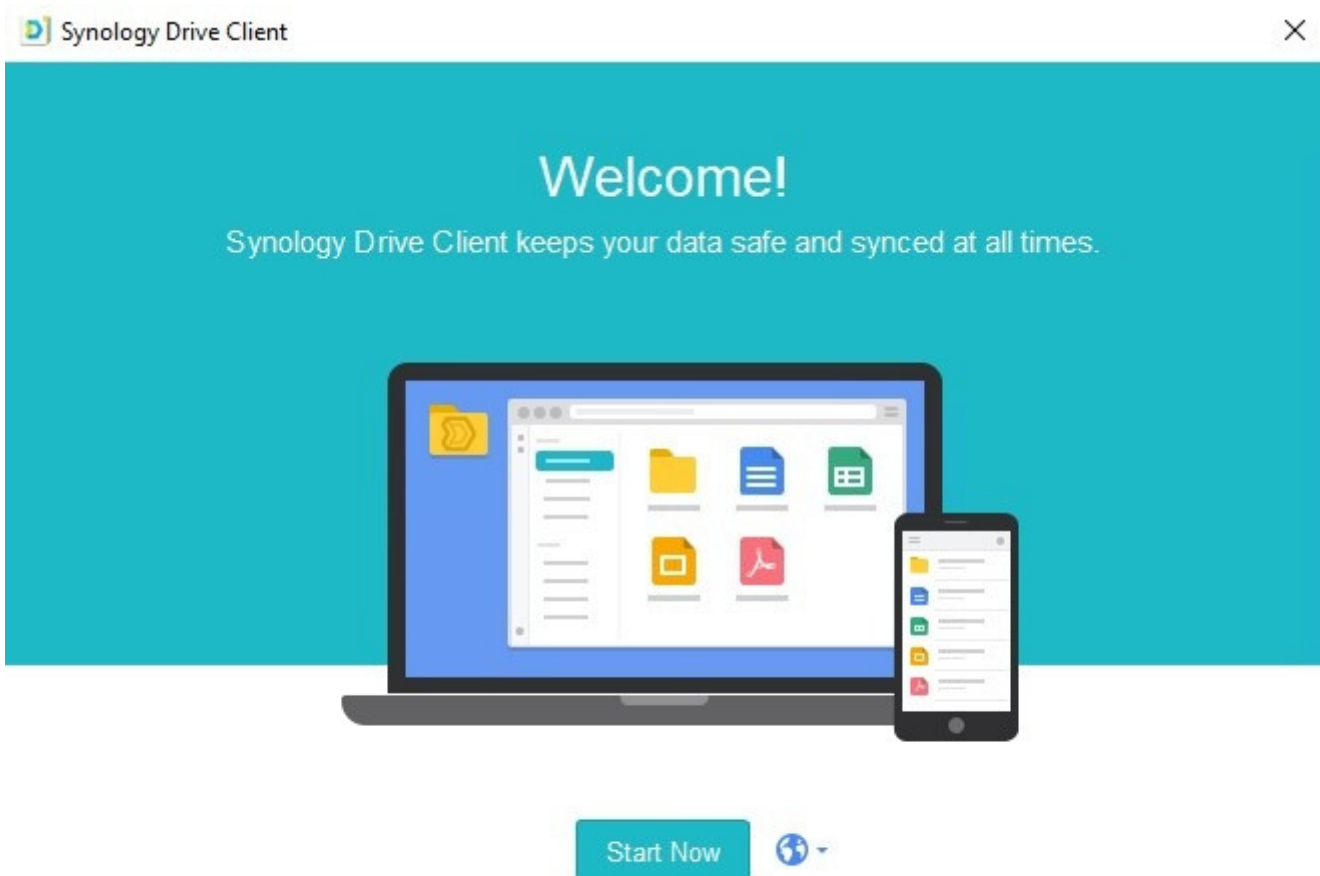 Synology Drive Client
Welcome!
Synology Drive Client keeps your data safe and synced at all times.
Start Now